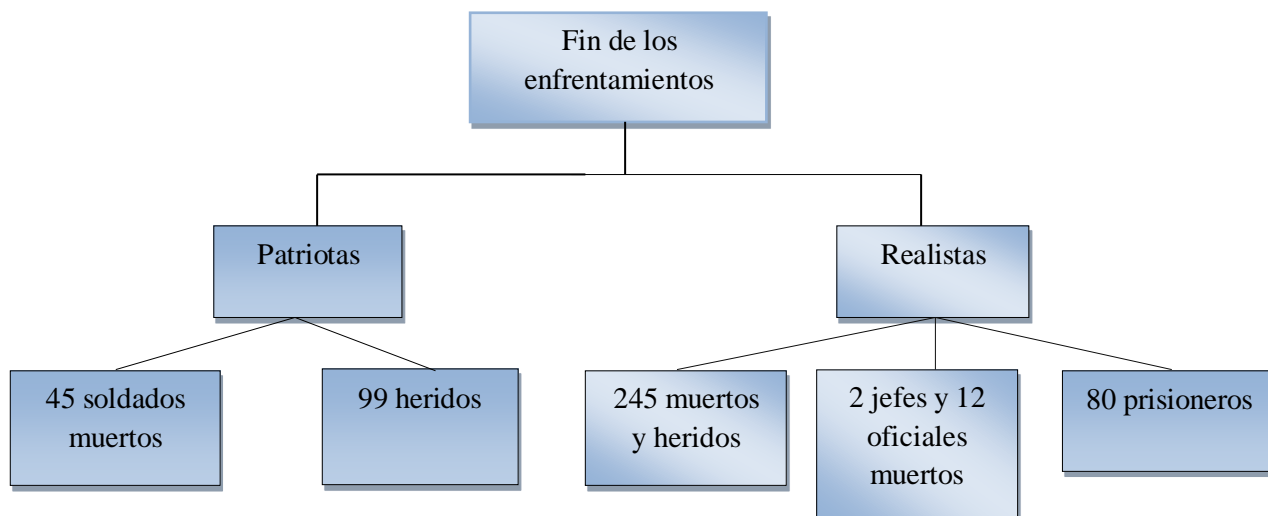 Fin de los
enfrentamientos
Patriotas
Realistas
45 soldados
muertos
99 heridos
245 muertos
y heridos
2 jefes y 12
oficiales
muertos
80 prisioneros